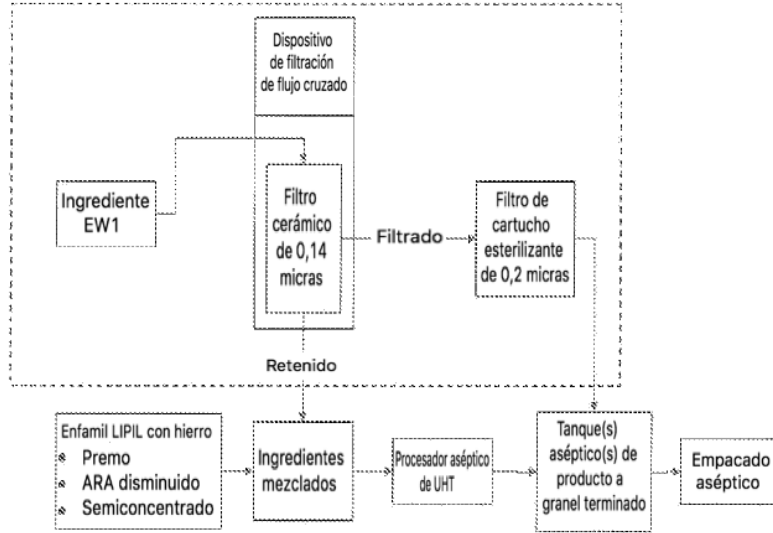 Dispositivo
de filtración
de flujo cruzado
Ingrediente
EW1
Filtro
cerámico
de 0,14
micras
Filtrado
Filtro de
cartucho
esterilizante
de 0,2 micras
Retenido
Enfamil LIPIL con hierro
Premo
ARA disminuido
Semiconcentrado
Ingredientes
mezclados
Procesador aséptico
de UHT
Tanque(s)
aséptico(s) de
producto a
granel terminado
Empacado
aséptico